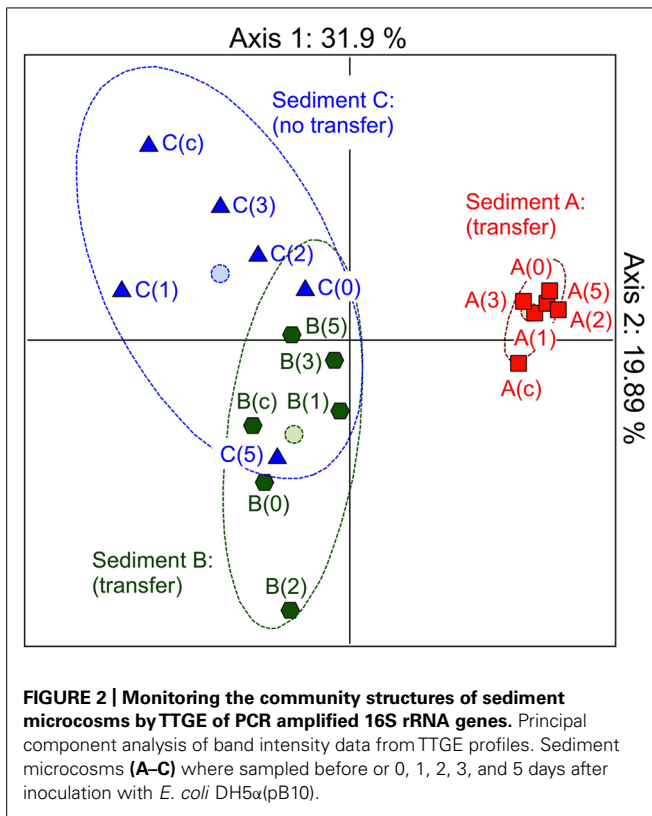 Axis 1: 31.9 %
Sediment C:
(no transfer)
C(c)
C(3)
C(2)
C(1)
C(0)
Sediment A:
(transfer)
A(0)
A(3)
A(5)
A(2)
A(1)
A(c)
Axis 2: 19.89 %
B(5)
B(3)
B(c)
B(1)
C(5)
B(0)
Sediment B:
(transfer)
B(2)
FIGURE 2 | Monitoring the community structures of sediment
microcosms by TTGE of PCR amplified 16S rRNA genes. Principal
component analysis of band intensity data from TTGE profiles. Sediment
microcosms (A–C) where sampled before or 0, 1, 2, 3, and 5 days after
inoculation with E. coli DH5α(pB10).